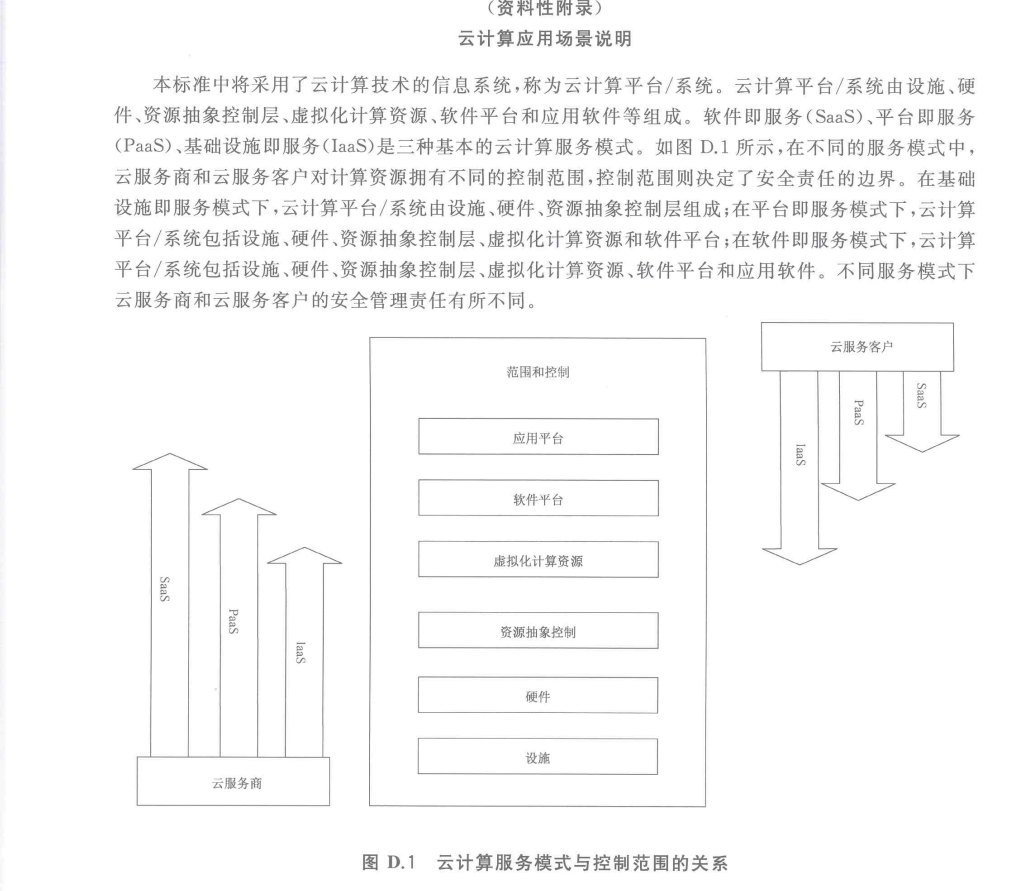 （资料性附录）
云计算应用场景说明
本标准中将采用了云计算技术的信息系统,称为云计算平台/系统。云计算平台/系统由设施、硬
件、资源抽象控制层、虚拟化计算资源、软件平台和应用软件等组成。软件即服务(SaaS)、平台即服务
(PaaS)、基础设施即服务(IaaS)是三种基本的云计算服务模式。如图 D.1 所示,在不同的服务模式中,
云服务商和云服务客户对计算资源拥有不同的控制范围,控制范围则决定了安全责任的边界。在基础
设施即服务模式下,云计算平台/系统由设施、硬件、资源抽象控制层组成;在平台即服务模式下,云计算
平台/系统包括设施、硬件、资源抽象控制层、虚拟化计算资源和软件平台;在软件即服务模式下,云计算
平台/系统包括设施、硬件、资源抽象控制层、虚拟化计算资源、软件平台和应用软件。不同服务模式下
云服务商和云服务客户的安全管理责任有所不同。
云服务客户
SaaS
PaaS
IaaS
范围和控制
应用平台
软件平台
虚拟化计算资源
资源抽象控制
硬件
设施
SaaS
PaaS
IaaS
云服务商
图 D.1 云计算服务模式与控制范围的关系